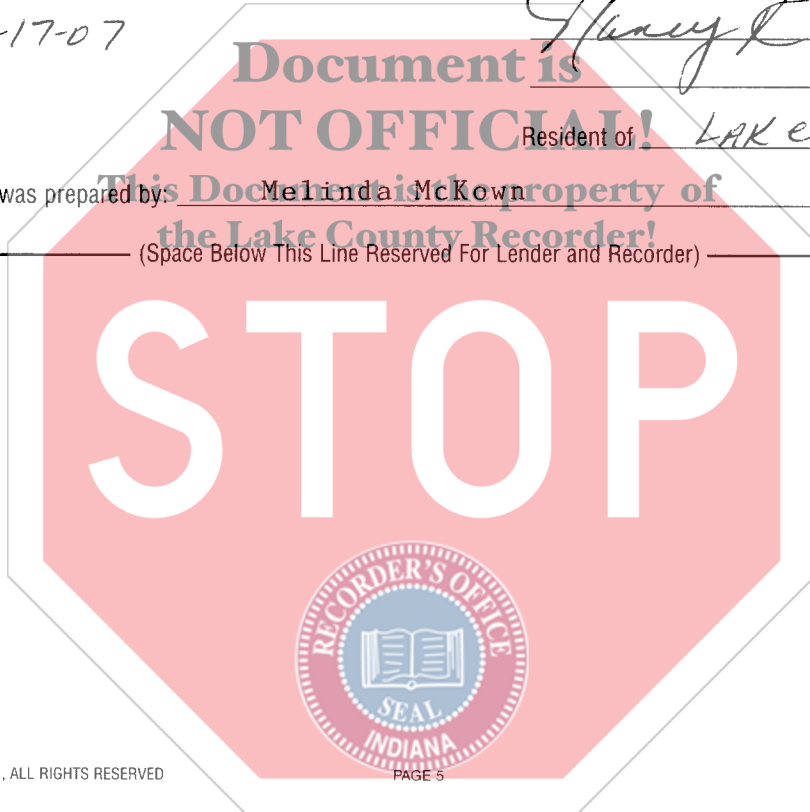 -17-07
Nancy
Document is
NOT OFFICIAL!
Resident of LAKE
This Document is the property of
was prepared by: Melinda McKown
the Lake County Recorder!
(Space Below This Line Reserved For Lender and Recorder)
STOP
RECORDER'S OFFICE
SEAL
INDIANA
, ALL RIGHTS RESERVED
PAGE 5